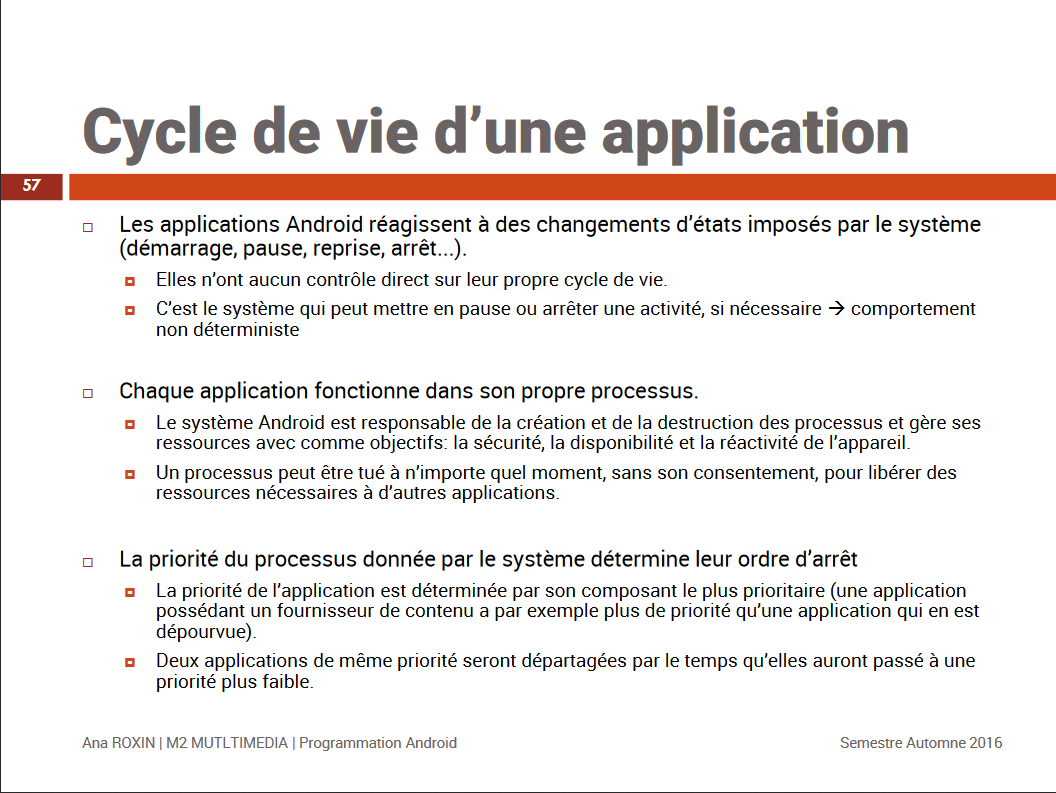 Cycle de vie d’une application
57
Les applications Android réagissent à des changements d’états imposés par le système
(démarrage, pause, reprise, arrêt...).
Elles n’ont aucun contrôle direct sur leur propre cycle de vie.
C’est le système qui peut mettre en pause ou arrêter une activité, si nécessaire → comportement
non déterministe
Chaque application fonctionne dans son propre processus.
Le système Android est responsable de la création et de la destruction des processus et gère ses
ressources avec comme objectifs: la sécurité, la disponibilité et la réactivité de l’appareil.
Un processus peut être tué à n’importe quel moment, sans son consentement, pour libérer des
ressources nécessaires à d’autres applications.
La priorité du processus donnée par le système détermine leur ordre d’arrêt
La priorité de l’application est déterminée par son composant le plus prioritaire (une application
possédant un fournisseur de contenu a par exemple plus de priorité qu’une application qui en est
dépourvue).
Deux applications de même priorité seront départagées par le temps qu’elles auront passé à une
priorité plus faible.
Ana ROXIN | M2 MUTLTIMEDIA | Programmation Android
Semestre Automne 2016